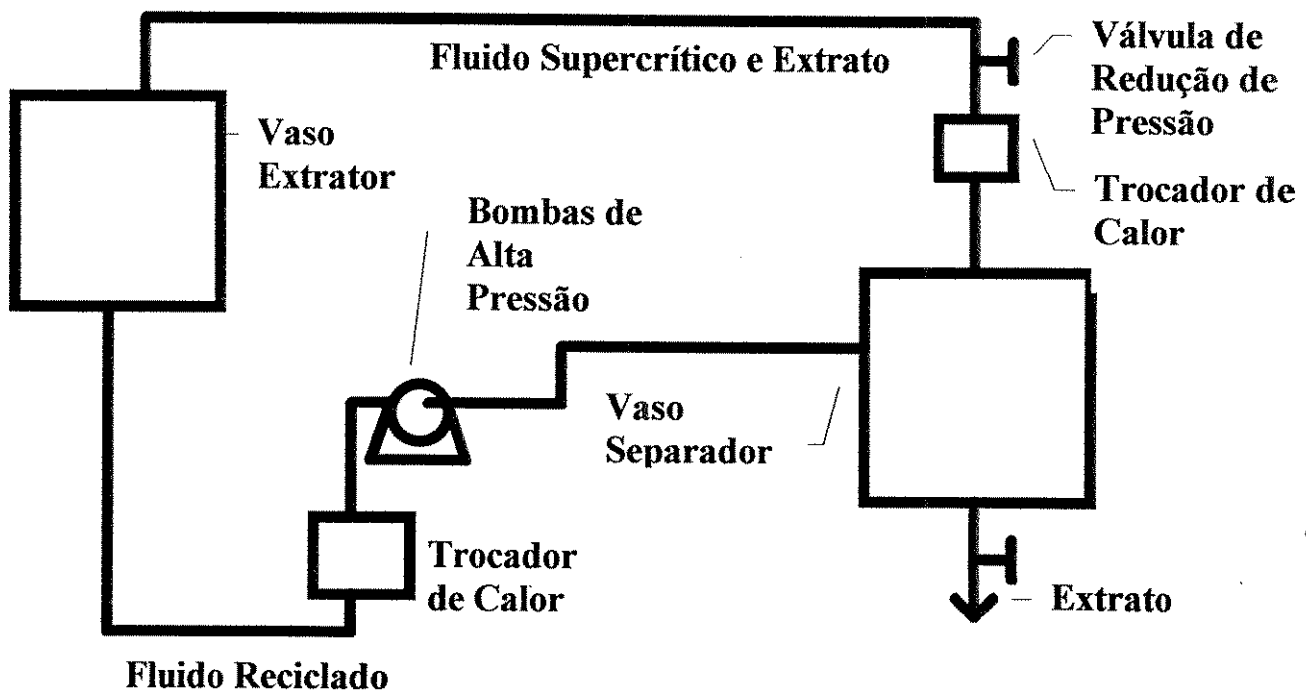 Fluido Supercrítico e Extrato
Válvula de
Redução de
Pressão
Vaso
Extrator
Trocador de
Calor
Bombas de
Alta
Pressão
Vaso
Separador
Trocador
de Calor
Extrato
Fluido Reciclado